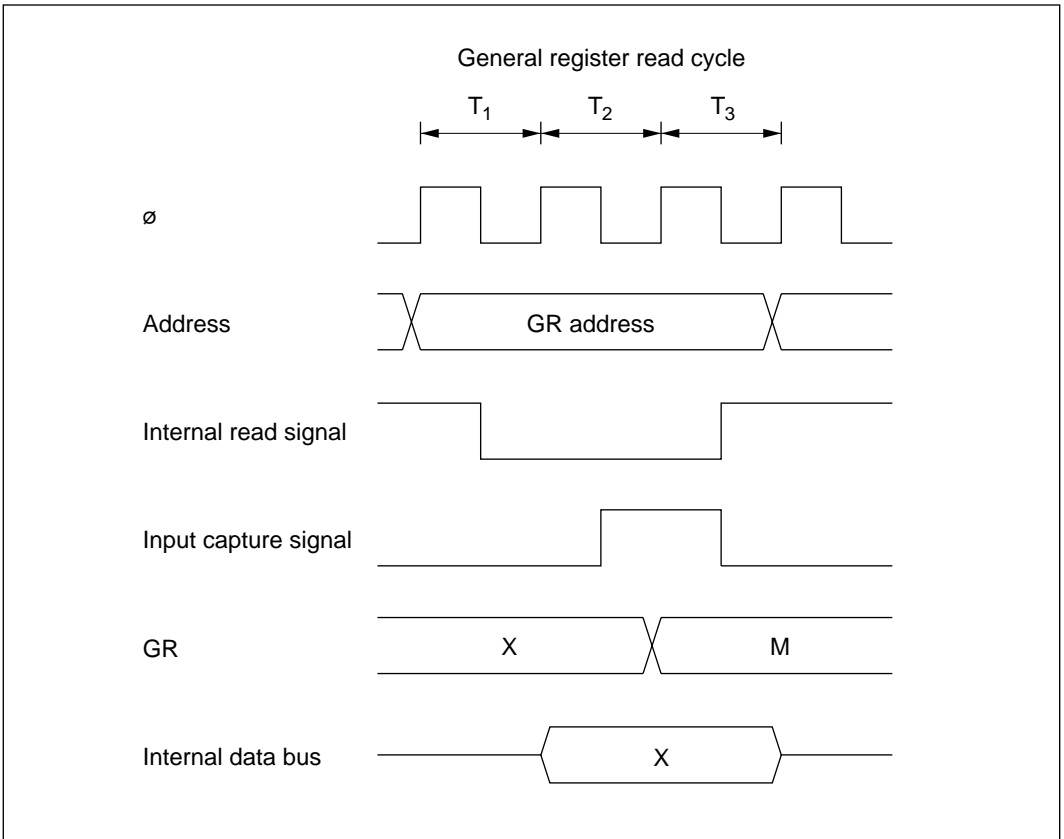 General register read cycle
T1 T2 T3
ø
Address GR address
Internal read signal
Input capture signal
GR X M
Internal data bus X